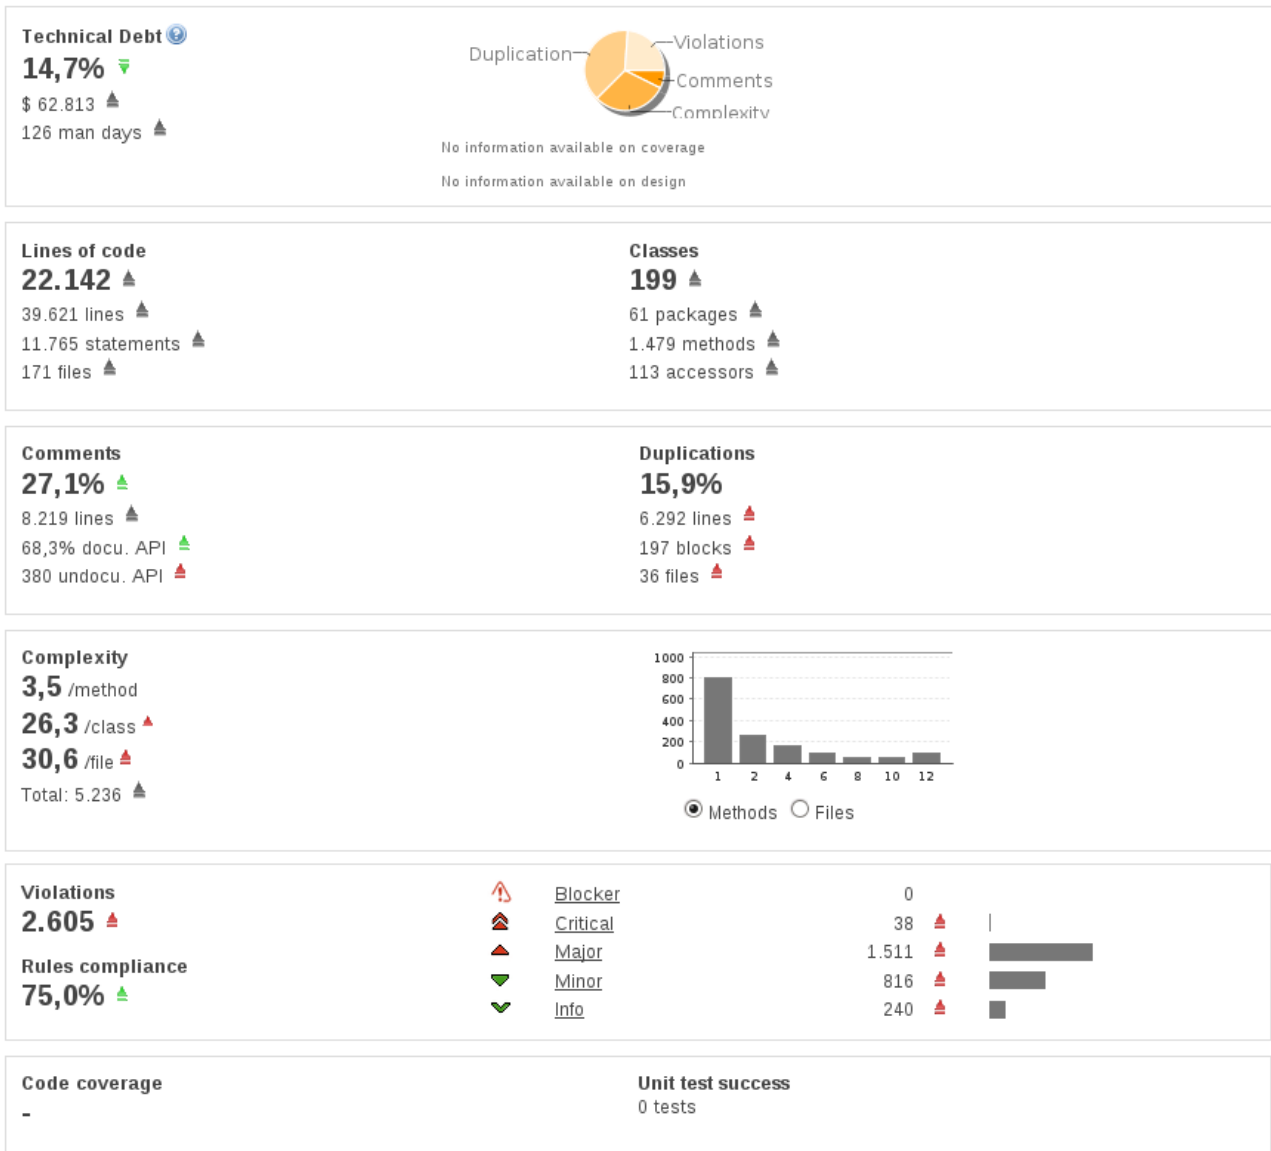 Technical Debt
14,7%
$ 62.813
126 man days
Duplication
Violations
Comments
Complexity
No information available on coverage
No information available on design
Lines of code
22.142
39.621 lines
11.765 statements
171 files
Classes
199
61 packages
1.479 methods
113 accessors
Comments
27,1%
8.219 lines
68,3% docu. API
380 undocu. API
Duplications
15,9%
6.292 lines
197 blocks
36 files
Complexity
3,5 /method
26,3 /class
30,6 /file
Total: 5.236
1000
800
600
400
200
0
1 2 4 6 8 10 12
Methods Files
Violations
2.605
Rules compliance
75,0%
Blocker 0
Critical 38
Major 1.511
Minor 816
Info 240
Code coverage
-
Unit test success
0 tests